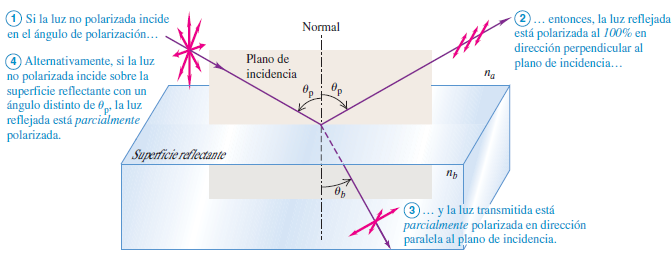 1 Si la luz no polarizada incide
en el ángulo de polarización…
4 Alternativamente, si la luz
no polarizada incide sobre la
superficie reflectante con un
ángulo distinto de θp, la luz
reflejada está parcialmente
polarizada.
Normal
Plano de
incidencia
θp
θp
2 … entonces, la luz reflejada
está polarizada al 100% en
dirección perpendicular al
plano de incidencia…
na
Superficie reflectante
nb
θb
3 … y la luz transmitida está
parcialmente polarizada en dirección
paralela al plano de incidencia.